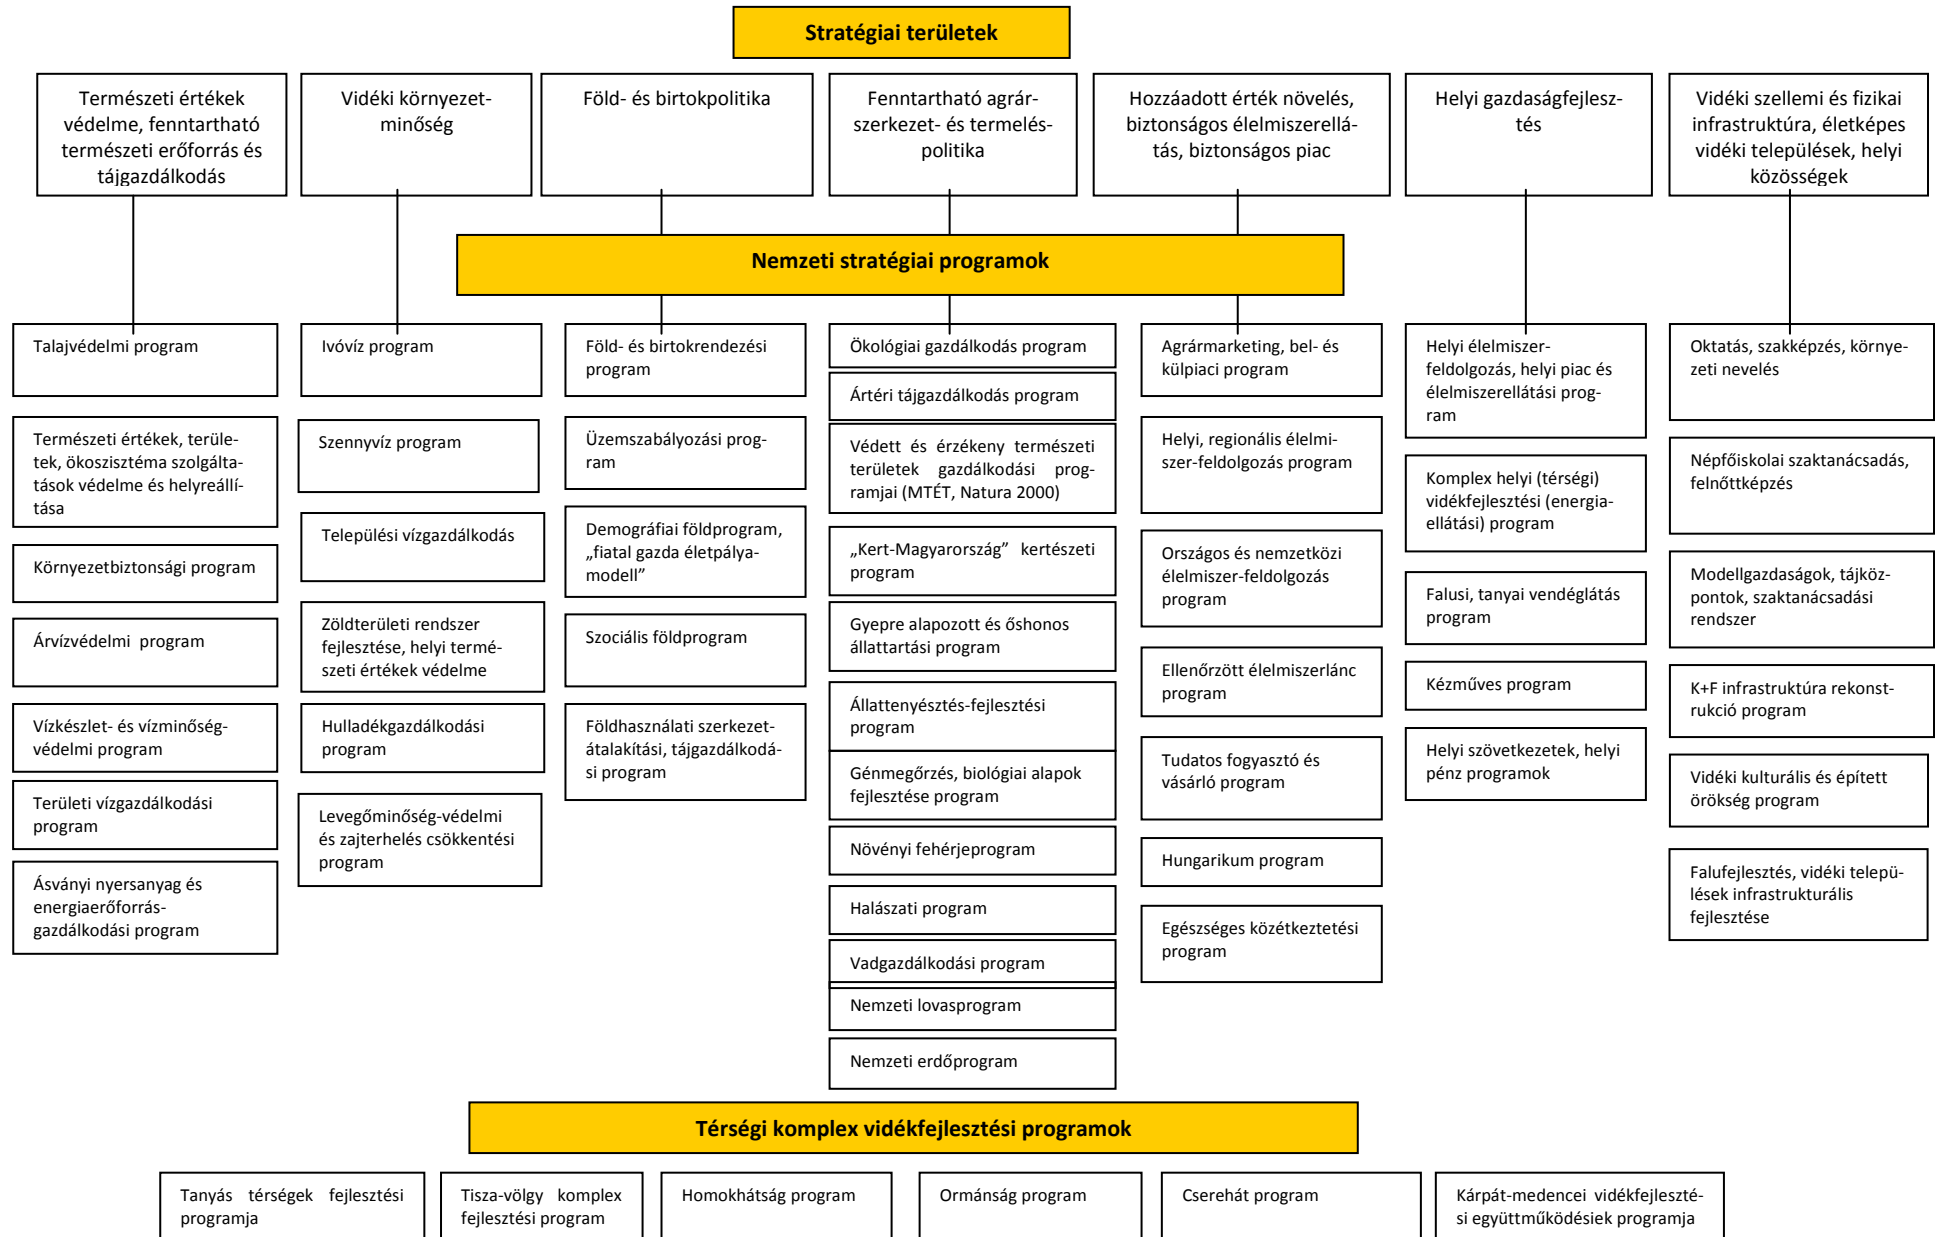 Stratégiai területek
Természeti értékek
védelme, fenntartható
természeti erőforrás és
tájgazdálkodás
Vidéki környezet-
minőség
Föld- és birtokpolitika
Fenntartható agrár-
szerkezet- és termelés-
politika
Hozzáadott érték növelés,
biztonságos élelmiszerellá-
tás, biztonságos piac
Helyi gazdaságfejlesz-
tés
Vidéki szellemi és fizikai
infrastruktúra, életképes
vidéki települések, helyi
közösségek
Nemzeti stratégiai programok
Talajvédelmi program
Természeti értékek, terüle-
tek, ökoszisztéma szolgálta-
tások védelme és helyreállí-
tása
Környezetbiztonsági program
Árvízvédelmi program
Vízkészlet- és vízminőség-
védelmi program
Területi vízgazdálkodási
program
Ásványi nyersanyag és
energiaerőforrás-
gazdálkodási program
Ivóvíz program
Szennyvíz program
Települési vízgazdálkodás
Zöldterületi rendszer
fejlesztése, helyi termé-
szeti értékek védelme
Hulladékgazdálkodási
program
Levegőminőség-védelmi
és zajterhelés csökkentési
program
Föld- és birtokrendezési
program
Üzemszabályozási prog-
ram
Demográfiai földprogram,
„fiatal gazda életpálya-
modell”
Szociális földprogram
Földhasználati szerkezet-
átalakítási, tájgazdálkodá-
si program
Ökológiai gazdálkodás program
Ártéri tájgazdálkodás program
Védett és érzékeny természeti
területek gazdálkodási prog-
ramjai (MTÉT, Natura 2000)
„Kert-Magyarország” kertészeti
program
Gyepre alapozott és őshonos
állattartási program
Állattenyésztés-fejlesztési
program
Génmegőrzés, biológiai alapok
fejlesztése program
Növényi fehérjeprogram
Halászati program
Vadgazdálkodási program
Nemzeti lovasprogram
Nemzeti erdőprogram
Agrármarketing, bel- és
külpiaci program
Helyi, regionális élelmi-
szer-feldolgozás program
Országos és nemzetközi
élelmiszer-feldolgozás
program
Ellenőrzött élelmiszerlánc
program
Tudatos fogyasztó és
vásárló program
Hungarikum program
Egészséges közétkeztetési
program
Helyi élelmiszer-
feldolgozás, helyi piac és
élelmiszerellátási prog-
ram
Komplex helyi (térségi)
vidékfejlesztési (energia-
ellátási) program
Falusi, tanyai vendéglátás
program
Kézműves program
Helyi szövetkezetek, helyi
pénz programok
Oktatás, szakképzés, környe-
zeti nevelés
Népfőiskolai szaktanácsadás,
felnőttképzés
Modellgazdaságok, tájköz-
pontok, szaktanácsadási
rendszer
K+F infrastruktúra rekonst-
rukció program
Vidéki kulturális és épített
örökség program
Falufejlesztés, vidéki telepü-
lések infrastrukturális
fejlesztése
Térségi komplex vidékfejlesztési programok
Tanyás térségek fejlesztési
programja
Tisza-völgy komplex
fejlesztési program
Homokhátság program
Ormánság program
Cserehát program
Kárpát-medencei vidékfejleszté-
si együttműködésiek programja